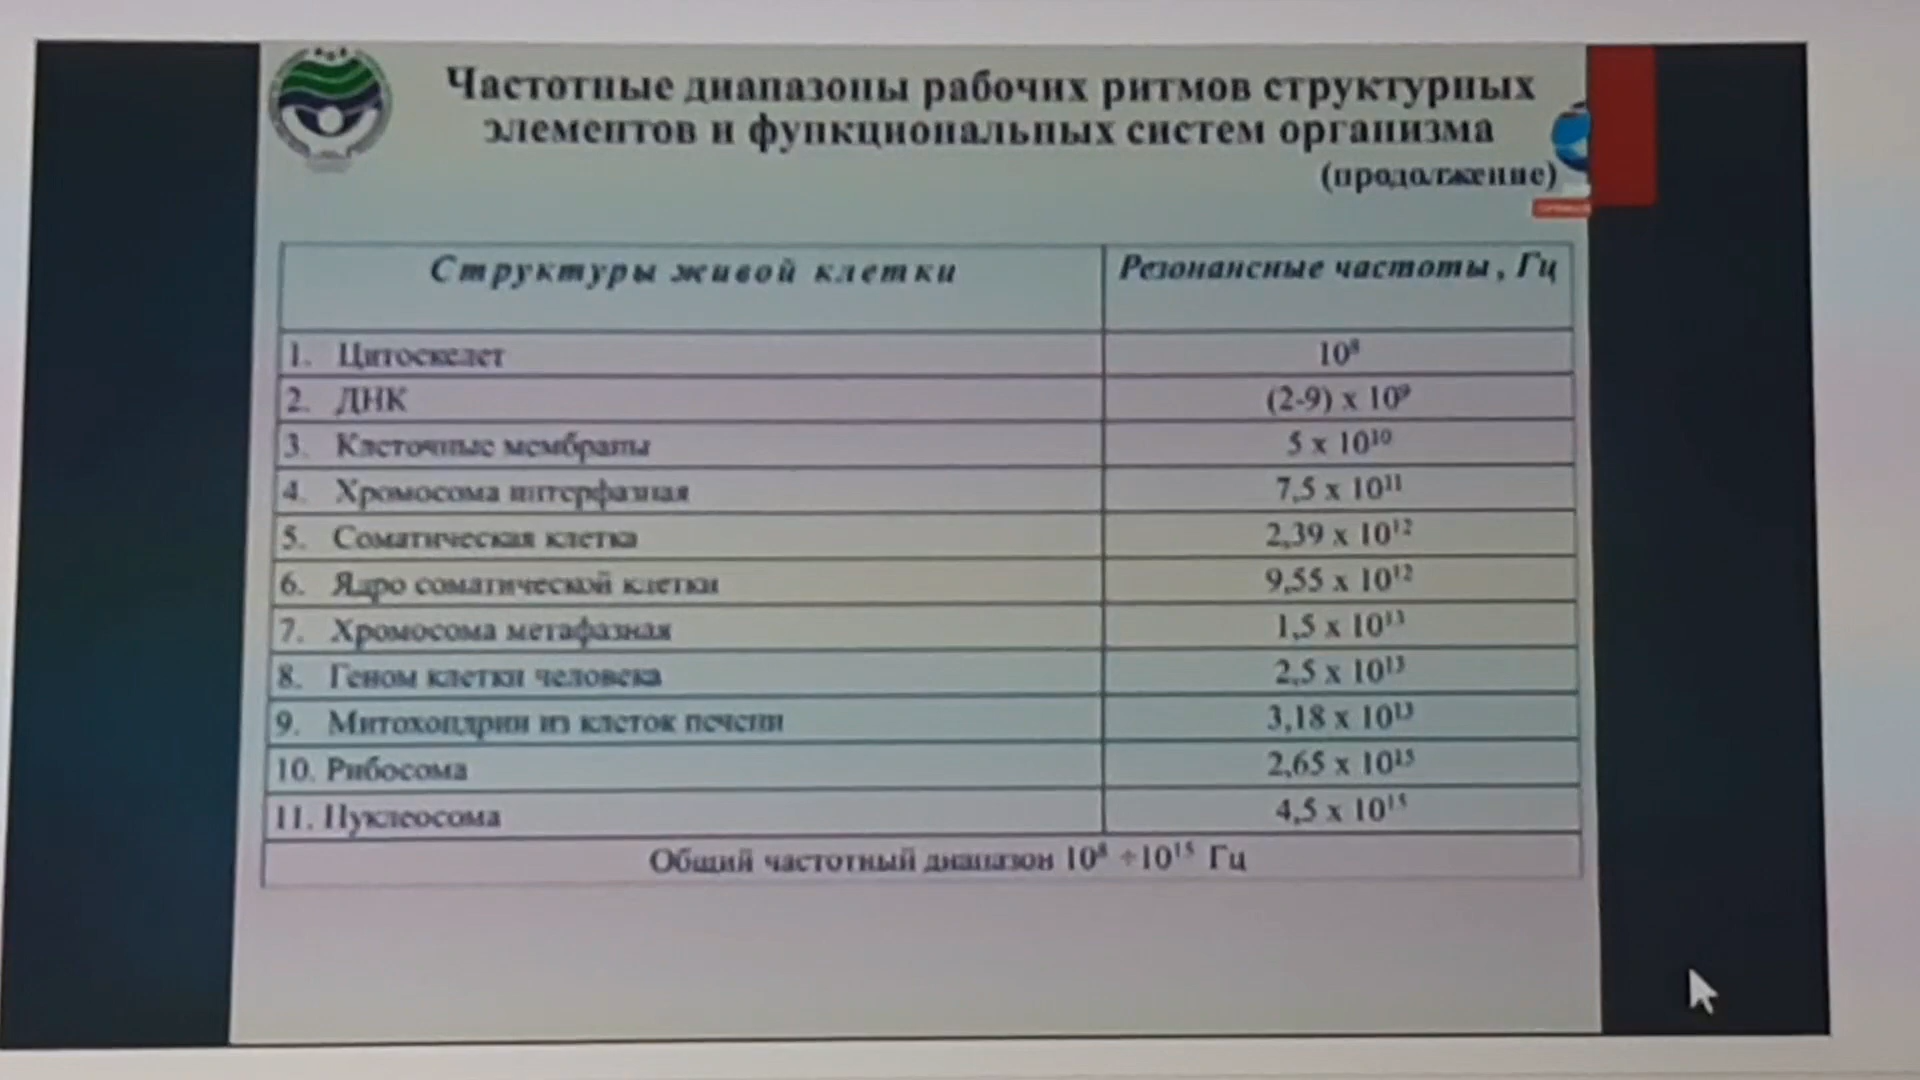 Частотные диапазоны рабочих ритмов структурных
элементов и функциональных систем организма
(продолжение)
Структуры живой клетки Резонансные частоты, Гц
1. Цитоскелет 10⁸
2. ДНК (2-9) x 10⁹
3. Клеточные мембраны 5 x 10¹⁰
4. Хромосома интерфазная 7,5 x 10¹¹
5. Соматическая клетка 2,39 x 10¹²
6. Ядро соматической клетки 9,55 x 10¹²
7. Хромосома метафазная 1,5 x 10¹³
8. Геном клетки человека 2,5 x 10¹³
9. Митохондрии из клеток печени 3,18 x 10¹³
10. Рибосома 2,65 x 10¹⁵
11. Нуклеосома 4,5 x 10¹⁵
Общий частотный диапазон 10⁸ ÷10¹⁵ Гц